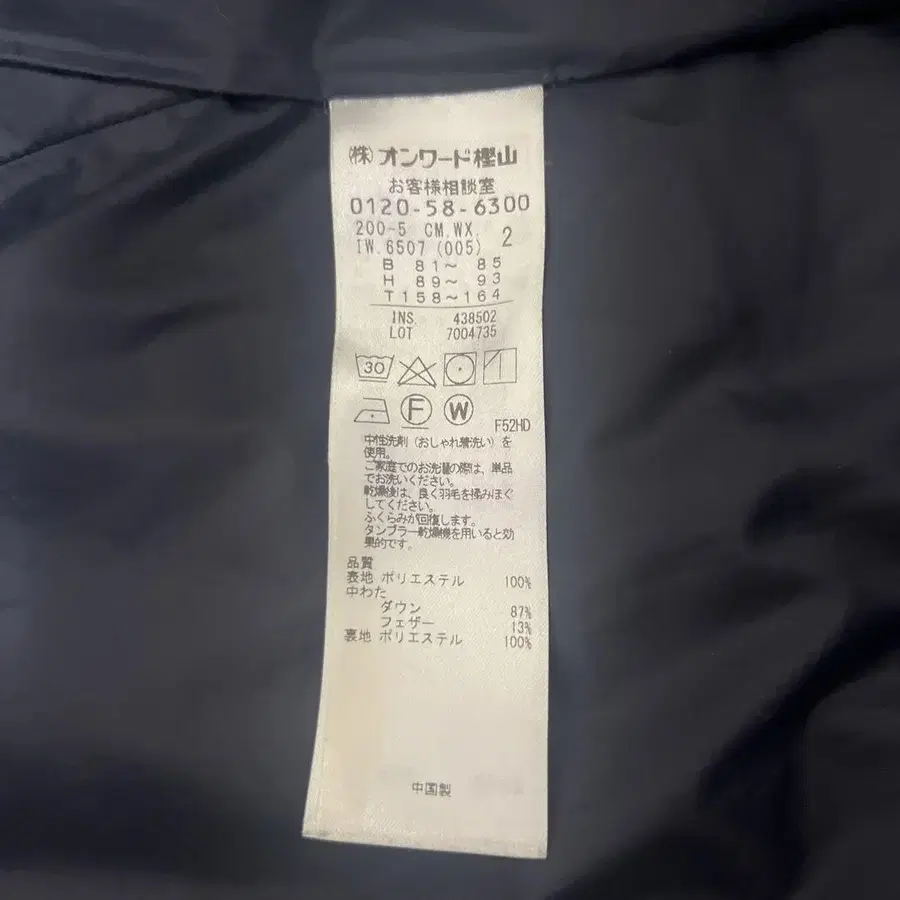 (株)オンワード樫山
お客様相談室
0120-58-6300
200-5 CM.WX. 2
IW.6507 (005)
B 81~ 85
H 89~ 93
T158~164
INS. 438502
LOT 7004735
30
F W F52HD
中性洗剤(おしゃれ着洗い)を
使用。
ご家庭でのお洗濯の際は、単品
でお洗いください。
乾燥後は、良く羽毛を揉みほぐ
してください。
ふくらみが回復します。
タンブラー乾燥機を用いると効
果的です。
品質
表地 ポリエステル 100%
中わた
ダウン 87%
フェザー 13%
裏地 ポリエステル 100%
中国製